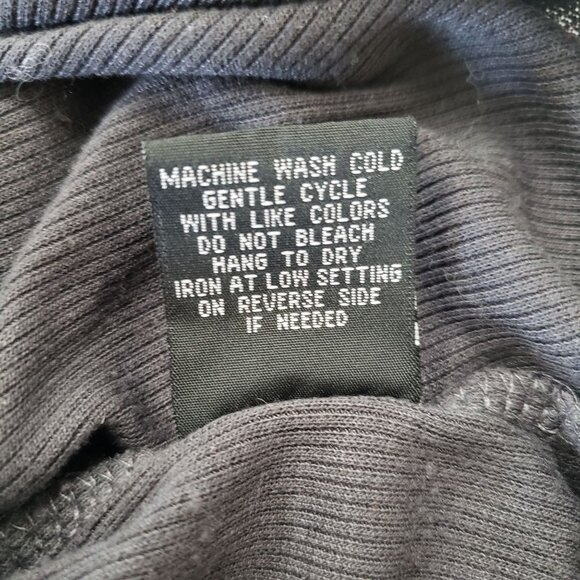 MACHINE WASH COLD
GENTLE CYCLE
WITH LIKE COLORS
DO NOT BLEACH
HANG TO DRY
IRON AT LOW SETTING
ON REVERSE SIDE
IF NEEDED